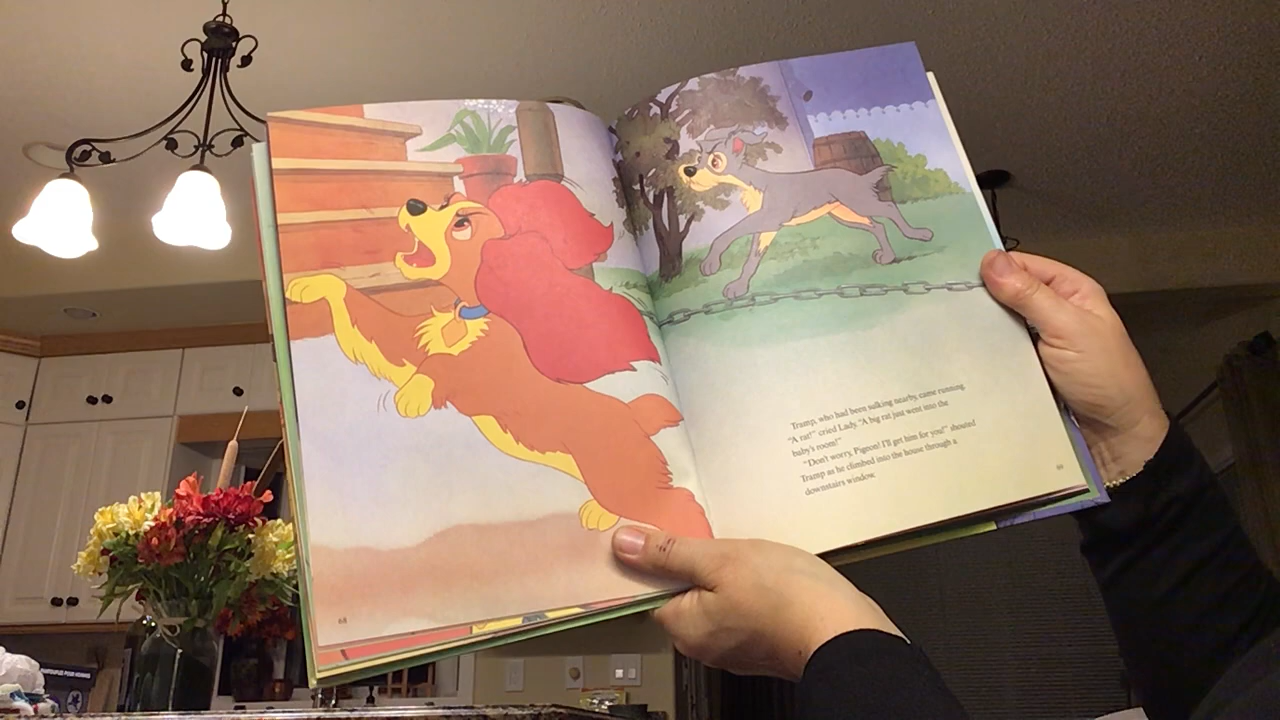 Tramp, who had been sulking nearby, came running.
"A rat!" cried Lady. "A big rat just went into the
baby's room!"
"Don't worry, Pigeon! I'll get him for you!" shouted
Tramp as he climbed into the house through a
downstairs window.
68
69